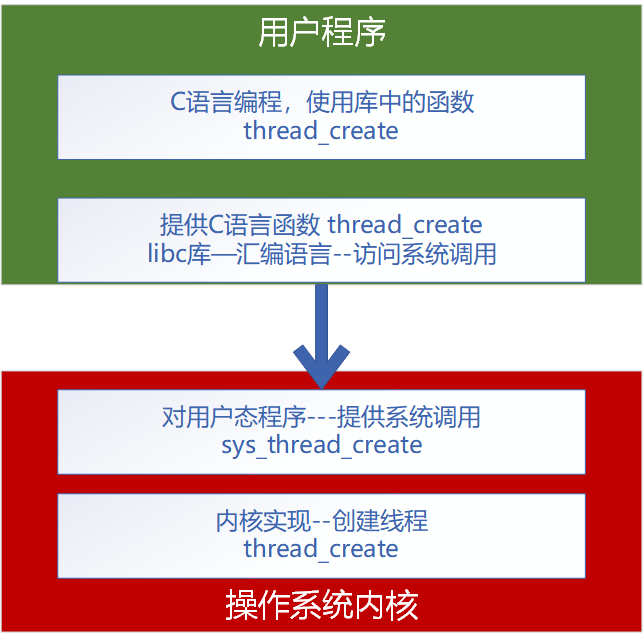 用户程序
C语言编程，使用库中的函数
thread_create
提供C语言函数 thread_create
libc库—汇编语言--访问系统调用
对用户态程序---提供系统调用
sys_thread_create
内核实现--创建线程
thread_create
操作系统内核